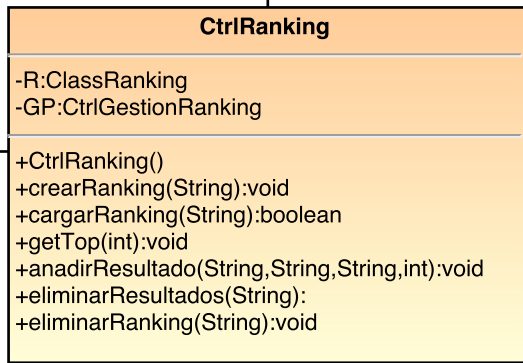 CtrlRanking
-R:ClassRanking
-GP:CtrlGestionRanking
+CtrlRanking()
+crearRanking(String):void
+cargarRanking(String):boolean
+getTop(int):void
+anadirResultado(String,String,String,int):void
+eliminarResultados(String):
+eliminarRanking(String):void